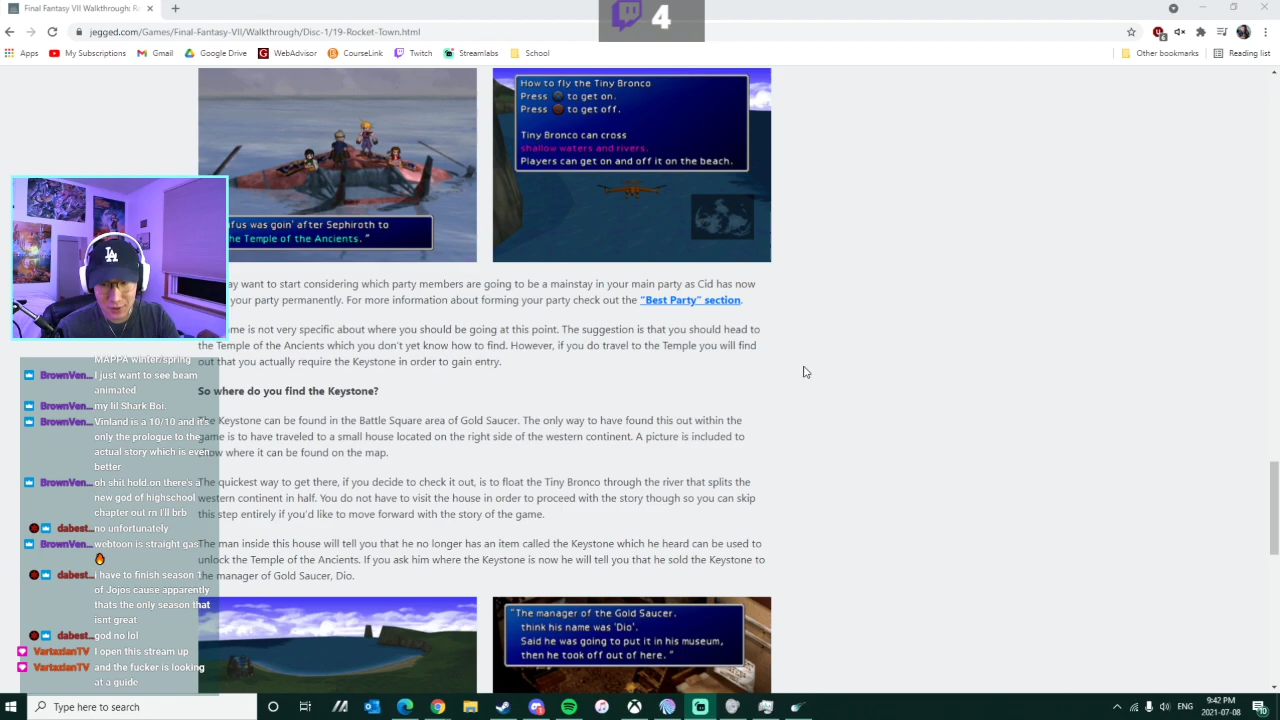 Final Fantasy VII Walkthrough: Ro
4
jegged.com/Games/Final-Fantasy-VII/Walkthrough/Disc-1/19-Rocket-Town.html
Apps
My Subscriptions
Gmail
Google Drive
WebAdvisor
CourseLink
Twitch
Streamlabs
School
Other bookmarks
Reading list
How to fly the Tiny Bronco
Press to get on.
Press to get off.
Tiny Bronco can cross
shallow waters and rivers.
Players can get on and off it on the beach.
fus was goin' after Sephiroth to
he Temple of the Ancients."
ay want to start considering which party members are going to be a mainstay in your main party as Cid has now
your party permanently. For more information about forming your party check out the "Best Party" section.
me is not very specific about where you should be going at this point. The suggestion is that you should head to
the Temple of the Ancients which you don't yet know how to find. However, if you do travel to the Temple you will find
out that you actually require the Keystone in order to gain entry.
So where do you find the Keystone?
The Keystone can be found in the Battle Square area of Gold Saucer. The only way to have found this out within the
game is to have traveled to a small house located on the right side of the western continent. A picture is included to
show where it can be found on the map.
The quickest way to get there, if you decide to check it out, is to float the Tiny Bronco through the river that splits the
western continent in half. You do not have to visit the house in order to proceed with the story though so you can skip
this step entirely if you'd like to move forward with the story of the game.
The man inside this house will tell you that he no longer has an item called the Keystone which he heard can be used to
unlock the Temple of the Ancients. If you ask him where the Keystone is now he will tell you that he sold the Keystone to
the manager of Gold Saucer, Dio.
"The manager of the Gold Saucer.
think his name was 'Dio'.
Said he was going to put it in his museum,
then he took off out of here. "
LA
MAPPA winter/spring
BrownVen... I just want to see beam
animated
BrownVen... my lil Shark Boi.
BrownVen... Vinland is a 10/10 and it's
only the prologue to the
actual story which is even
better
BrownVen... oh shit hold.on there's a
new god of highschool
chapter out rn I'll brb
dabest... no unfortunately
BrownVen... webtoon is straight gas
dabest... i have to finish season 1
of Jojos cause apparently
thats the only season that
isnt great
dabest... god no lol
VartazianTV I open this stream up
VartazianTV and the fucker is looking
at a guide
Type here to search
ENG
9:42 PM
2021-07-08